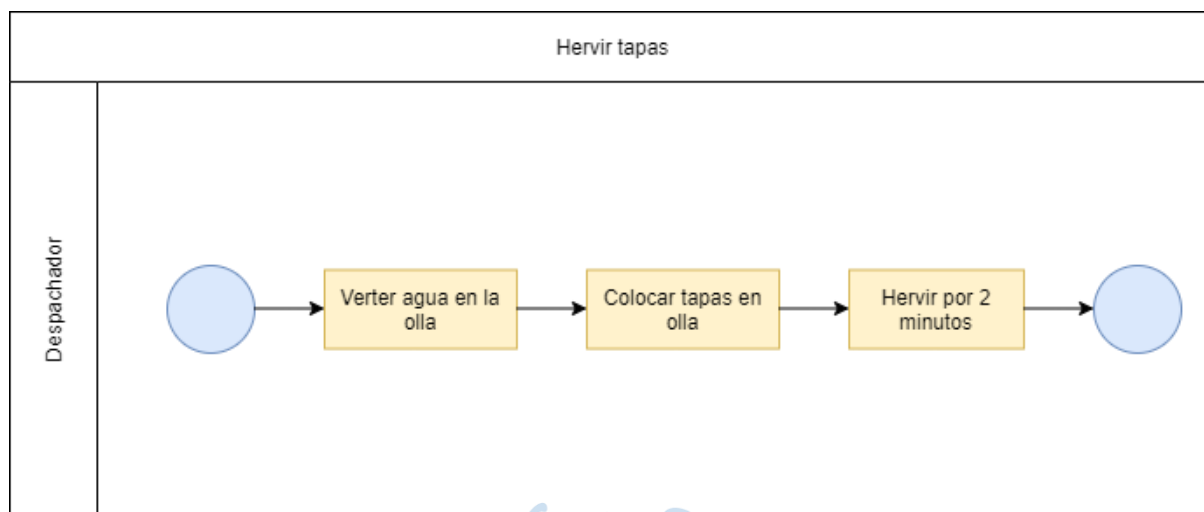 Hervir tapas
Despachador
Verter agua en la
olla
Colocar tapas en
olla
Hervir por 2
minutos